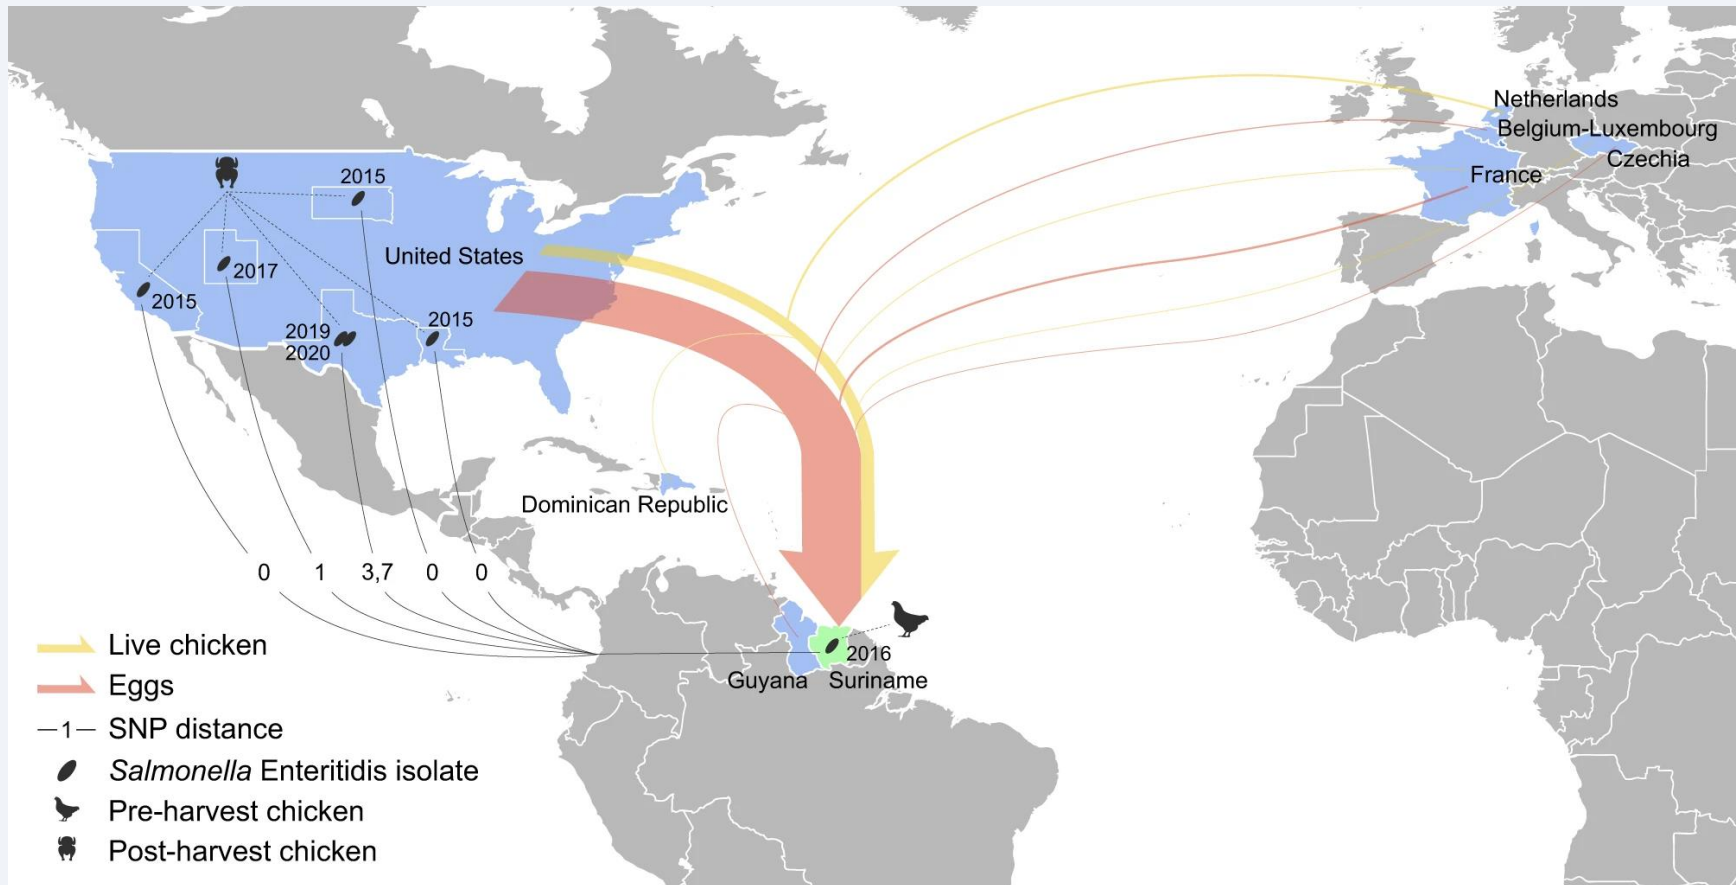 Netherlands
Belgium-Luxembourg
Czechia
France
2015
United States
2017
2015
2015
2019
2020
Dominican Republic
0 1 3,7 0 0
2016
Guyana Suriname
Live chicken
Eggs
1 SNP distance
Salmonella Enteritidis isolate
Pre-harvest chicken
Post-harvest chicken